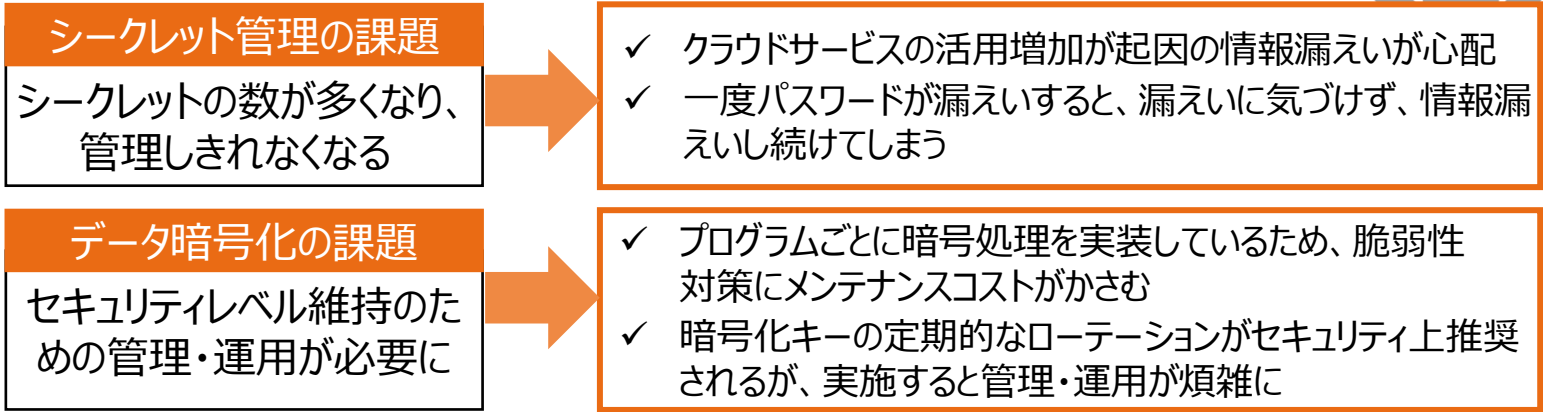 シークレット管理の課題
シークレットの数が多くなり、
管理しきれなくなる
✓ クラウドサービスの活用増加が起因の情報漏えいが心配
✓ 一度パスワードが漏えいすると、漏えいに気づけず、情報漏
えいし続けてしまう
データ暗号化の課題
セキュリティレベル維持のた
めの管理・運用が必要に
✓ プログラムごとに暗号処理を実装しているため、脆弱性
対策にメンテナンスコストがかさむ
✓ 暗号化キーの定期的なローテーションがセキュリティ上推奨
されるが、実施すると管理・運用が煩雑に